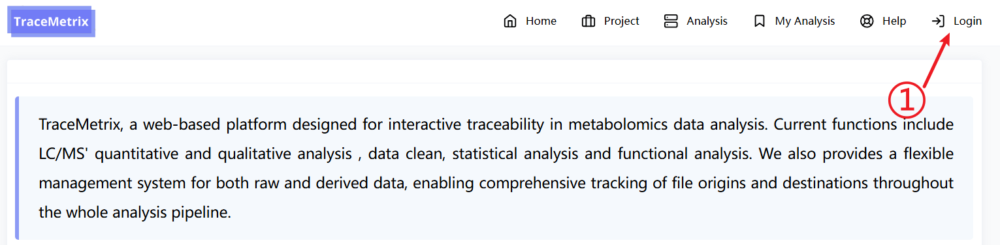 TraceMetrix
Home Project Analysis My Analysis Help Login
①
TraceMetrix, a web-based platform designed for interactive traceability in metabolomics data analysis. Current functions include
LC/MS' quantitative and qualitative analysis , data clean, statistical analysis and functional analysis. We also provides a flexible
management system for both raw and derived data, enabling comprehensive tracking of file origins and destinations throughout
the whole analysis pipeline.